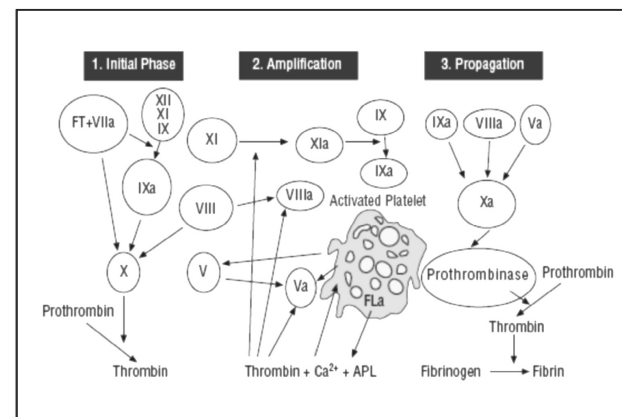 1. Initial Phase
2. Amplification
3. Propagation
FT+VIIa
XII
XI
IX
IXa
VIII
X
Prothrombin
Thrombin
XI
XIa
IX
IXa
VIIIa
Activated Platelet
V
Va
FLa
Thrombin + Ca²⁺ + APL
IXa
VIIIa
Va
Xa
Prothrombinase
Prothrombin
Thrombin
Fibrinogen
Fibrin